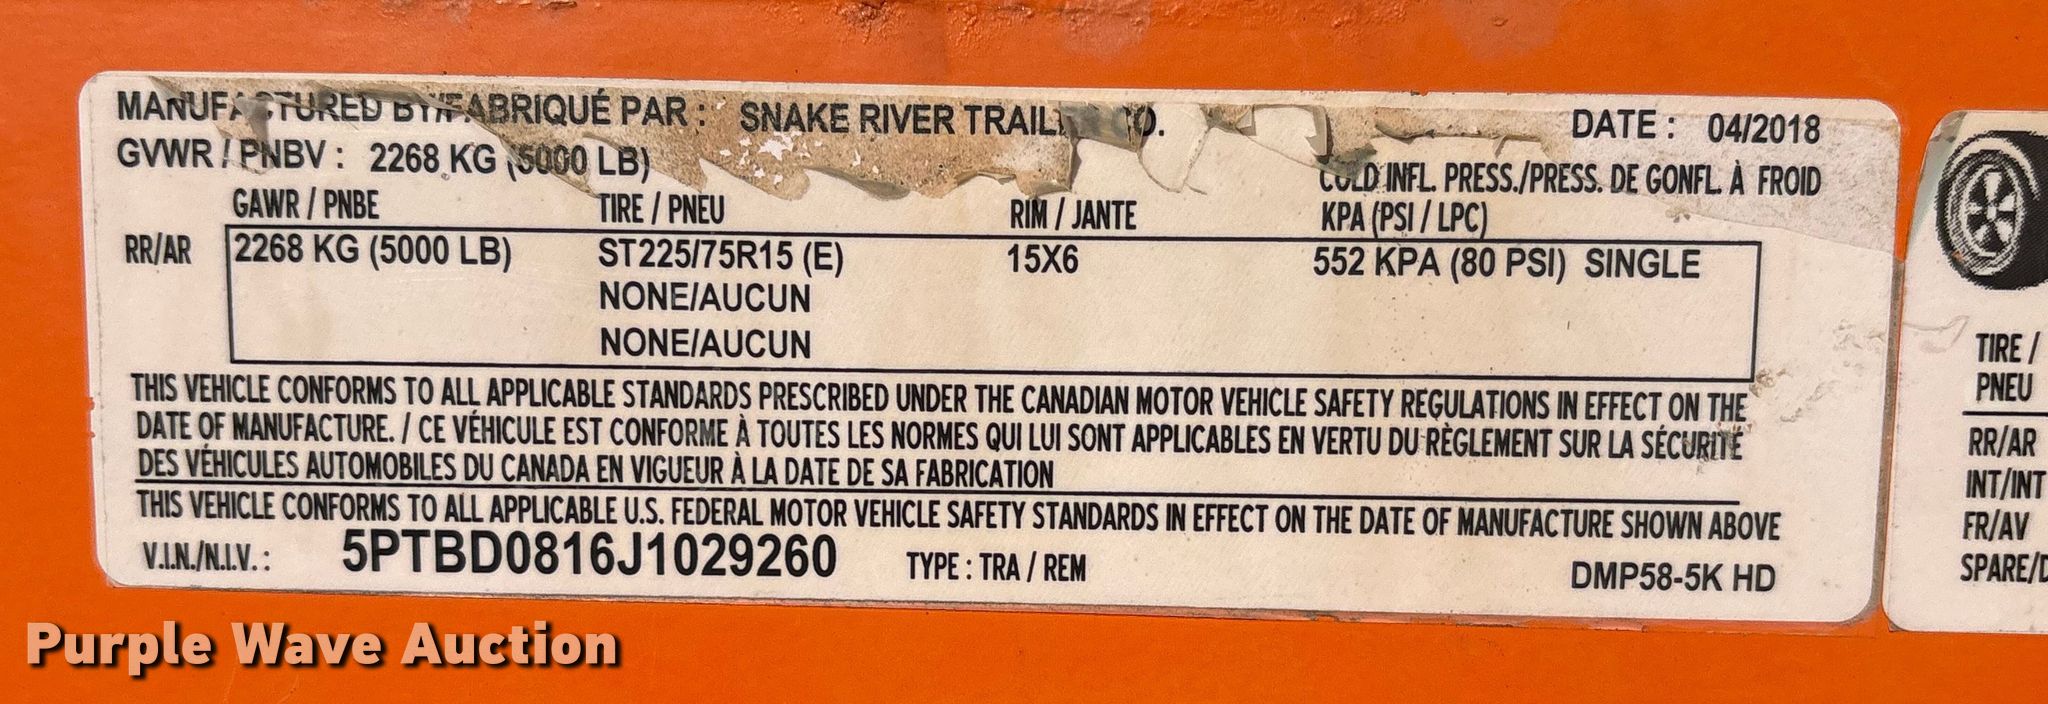 MANUFACTURED BY/FABRIQUÉ PAR : SNAKE RIVER TRAILER CO. DATE : 04/2018
GVWR / PNBV : 2268 KG (5000 LB)
COLD INFL. PRESS./PRESS. DE GONFL. À FROID
GAWR / PNBE TIRE / PNEU RIM / JANTE KPA (PSI / LPC)
RR/AR 2268 KG (5000 LB) ST225/75R15 (E) 15X6 552 KPA (80 PSI) SINGLE
NONE/AUCUN
NONE/AUCUN
THIS VEHICLE CONFORMS TO ALL APPLICABLE STANDARDS PRESCRIBED UNDER THE CANADIAN MOTOR VEHICLE SAFETY REGULATIONS IN EFFECT ON THE
DATE OF MANUFACTURE. / CE VÉHICULE EST CONFORME À TOUTES LES NORMES QUI LUI SONT APPLICABLES EN VERTU DU RÈGLEMENT SUR LA SÉCURITÉ
DES VÉHICULES AUTOMOBILES DU CANADA EN VIGUEUR À LA DATE DE SA FABRICATION
THIS VEHICLE CONFORMS TO ALL APPLICABLE U.S. FEDERAL MOTOR VEHICLE SAFETY STANDARDS IN EFFECT ON THE DATE OF MANUFACTURE SHOWN ABOVE
V.I.N./N.I.V. : 5PTBD0816J1029260 TYPE : TRA / REM DMP58-5K HD
TIRE /
PNEU
RR/AR
INT/INT
FR/AV
SPARE/
Purple Wave Auction